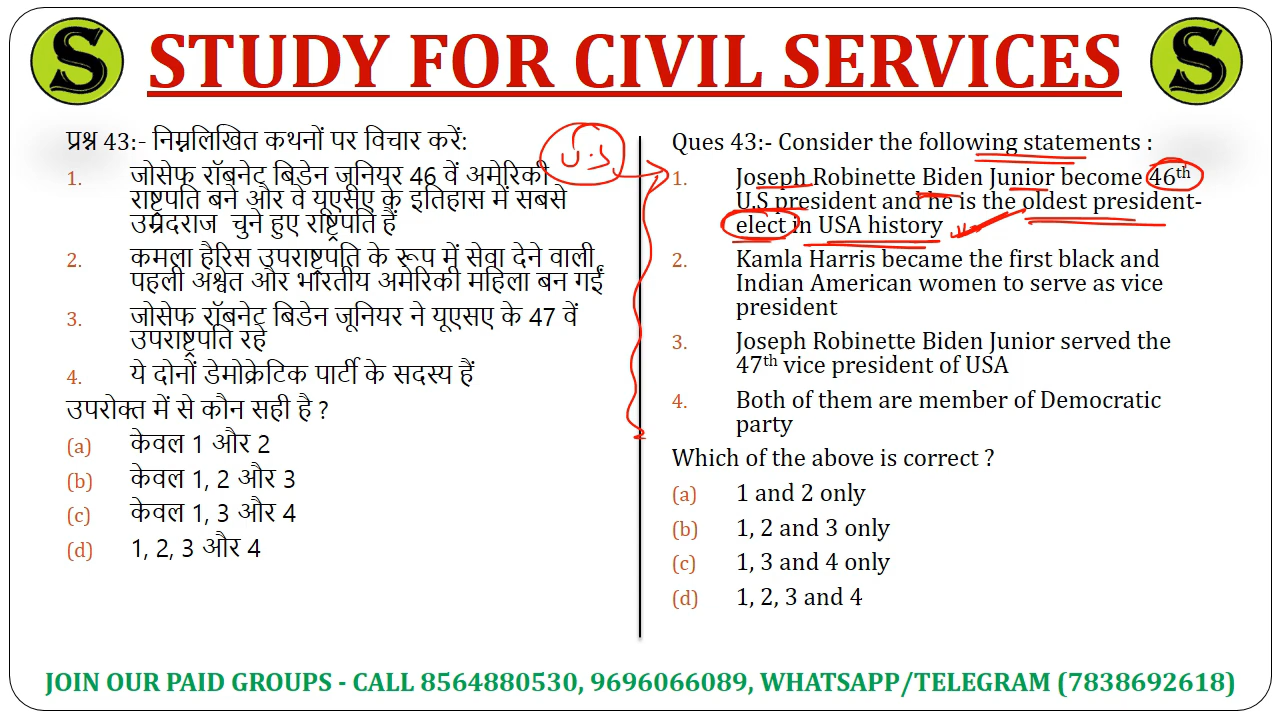 S STUDY FOR CIVIL SERVICES S
प्रश्न 43:- निम्नलिखित कथनों पर विचार करें:
1. जोसेफ रॉबनेट बिडेन जूनियर 46 वें अमेरिकी
राष्ट्रपति बने और वे यूएसए के इतिहास में सबसे
उम्रदराज चुने हुए राष्ट्रिपति हैं
2. कमला हैरिस उपराष्ट्रपति के रूप में सेवा देने वाली
पहली अश्वेत और भारतीय अमेरिकी महिला बन गईं
3. जोसेफ रॉबनेट बिडेन जूनियर ने यूएसए के 47 वें
उपराष्ट्रपति रहे
4. ये दोनों डेमोक्रेटिक पार्टी के सदस्य हैं
उपरोक्त में से कौन सही है ?
(a) केवल 1 और 2
(b) केवल 1, 2 और 3
(c) केवल 1, 3 और 4
(d) 1, 2, 3 और 4
U.S
Ques 43:- Consider the following statements :
1. Joseph Robinette Biden Junior become 46th
U.S president and he is the oldest president-
elect in USA history
2. Kamla Harris became the first black and
Indian American women to serve as vice
president
3. Joseph Robinette Biden Junior served the
47th vice president of USA
4. Both of them are member of Democratic
party
Which of the above is correct ?
(a) 1 and 2 only
(b) 1, 2 and 3 only
(c) 1, 3 and 4 only
(d) 1, 2, 3 and 4
JOIN OUR PAID GROUPS - CALL 8564880530, 9696066089, WHATSAPP/TELEGRAM (7838692618)